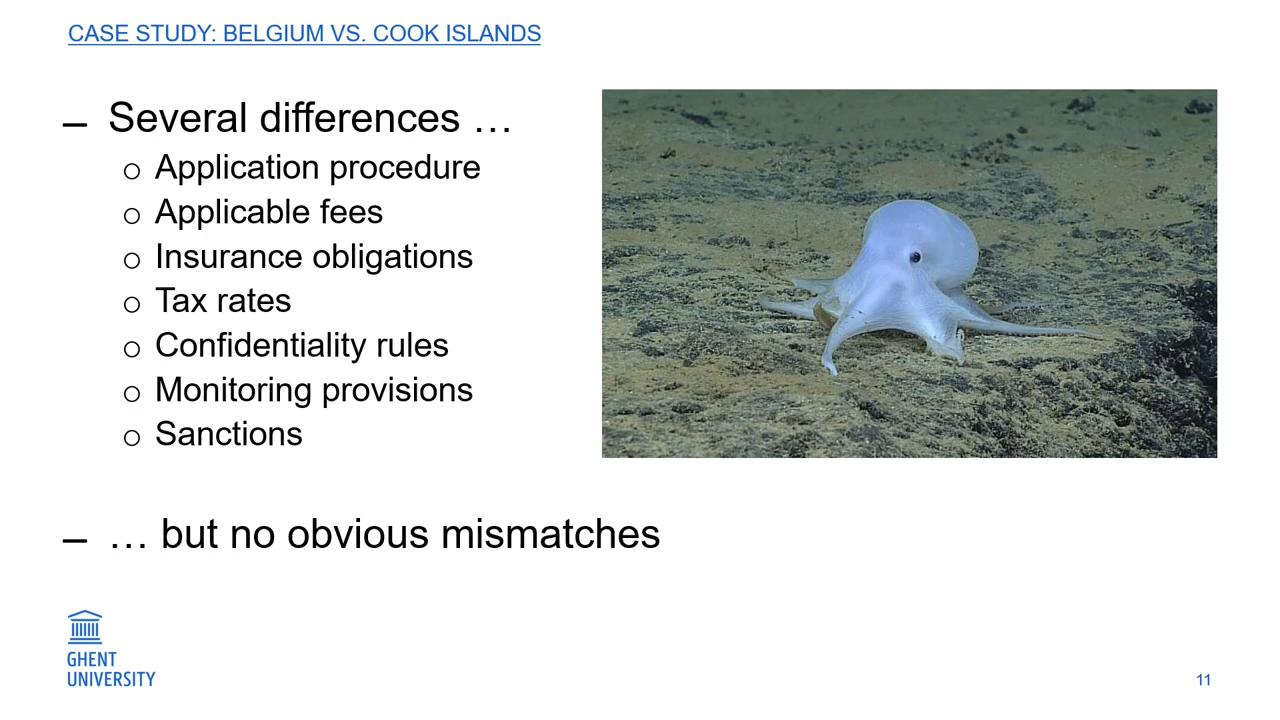 CASE STUDY: BELGIUM VS. COOK ISLANDS
– Several differences …
o Application procedure
o Applicable fees
o Insurance obligations
o Tax rates
o Confidentiality rules
o Monitoring provisions
o Sanctions
– … but no obvious mismatches
GHENT
UNIVERSITY
11